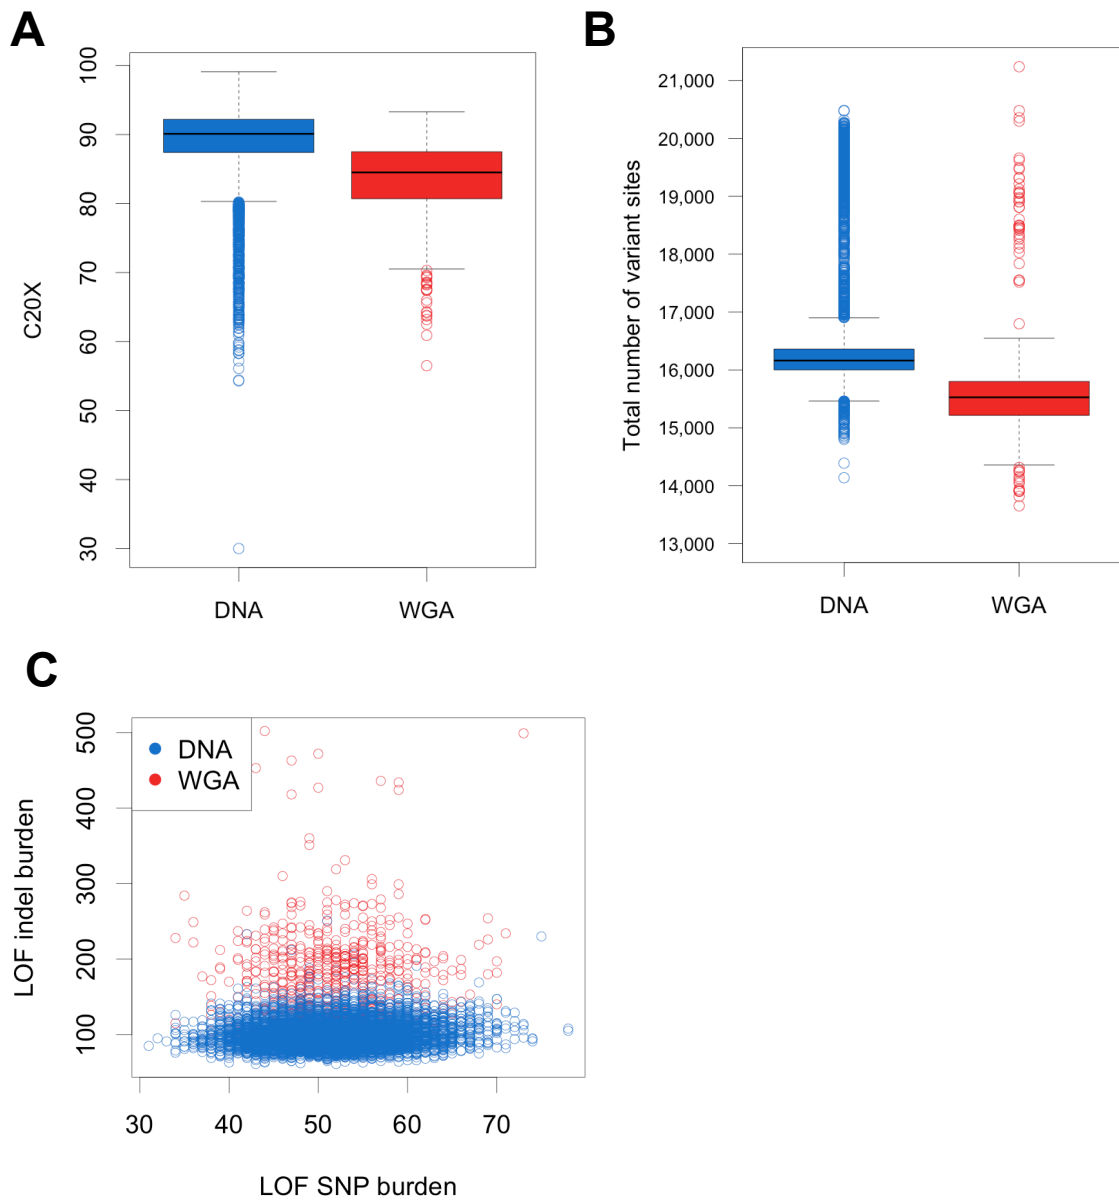 A
C20X
100
90
80
70
60
50
40
30
DNA
WGA
B
Total number of variant sites
21,000
20,000
19,000
18,000
17,000
16,000
15,000
14,000
13,000
DNA
WGA
C
LOF indel burden
500
400
300
200
100
DNA
WGA
30 40 50 60 70
LOF SNP burden